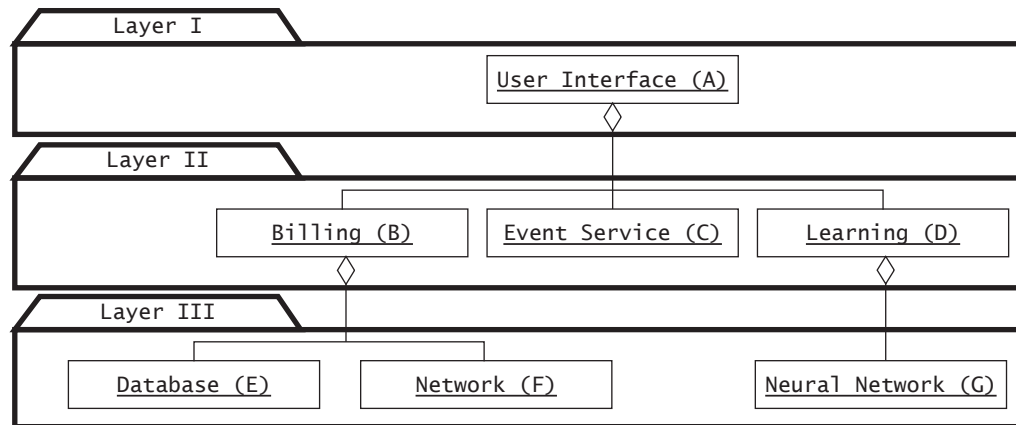 Layer I
User Interface (A)
Layer II
Billing (B)
Event Service (C)
Learning (D)
Layer III
Database (E)
Network (F)
Neural Network (G)